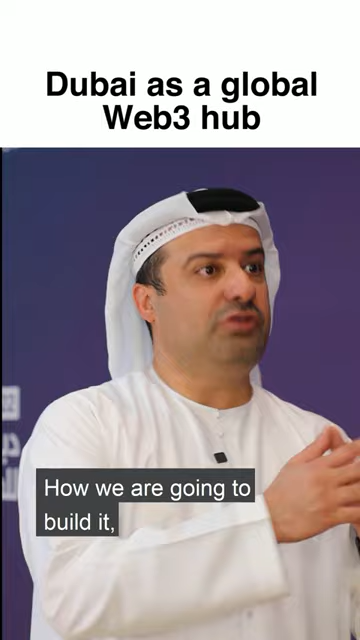 Dubai as a global
Web3 hub
How we are going to
build it,